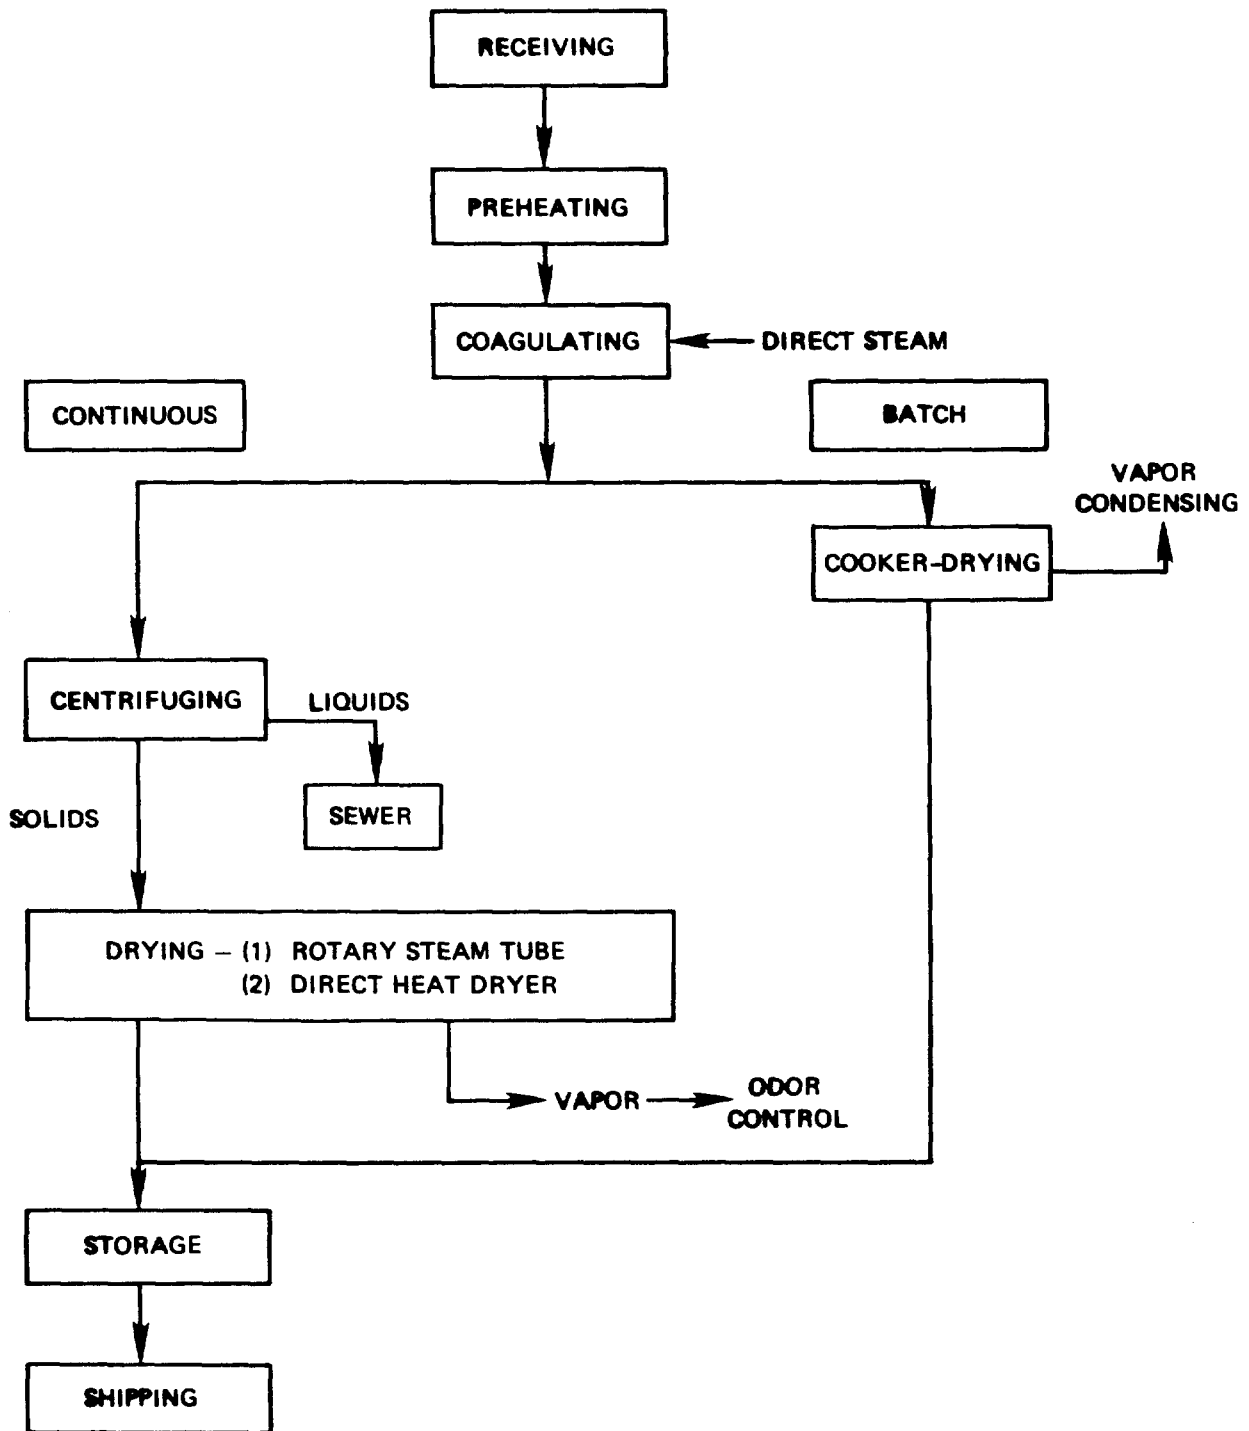 RECEIVING
PREHEATING
COAGULATING
DIRECT STEAM
CONTINUOUS
BATCH
VAPOR
CONDENSING
COOKER-DRYING
CENTRIFUGING
LIQUIDS
SOLIDS
SEWER
DRYING – (1) ROTARY STEAM TUBE
(2) DIRECT HEAT DRYER
VAPOR
ODOR
CONTROL
STORAGE
SHIPPING